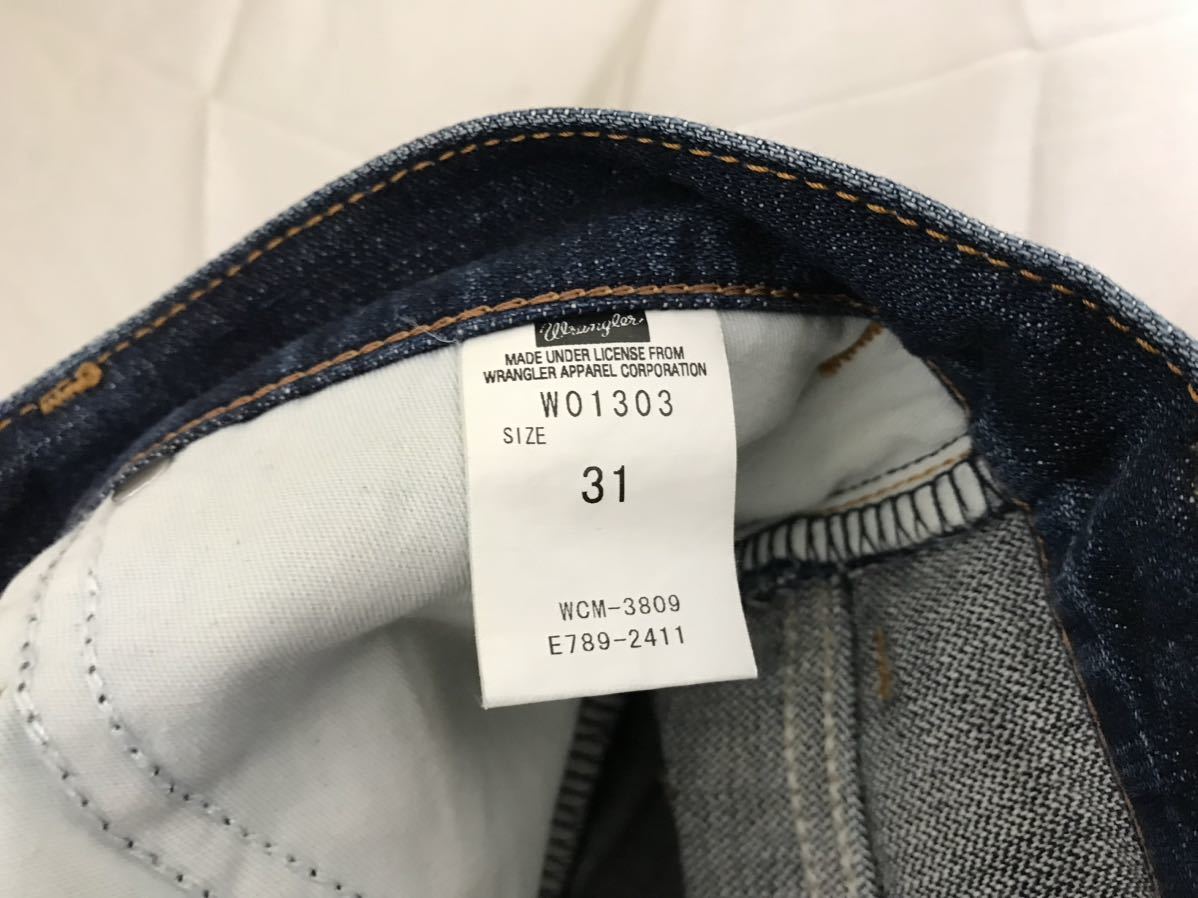 Wrangler
MADE UNDER LICENSE FROM
WRANGLER APPAREL CORPORATION
W01303
SIZE
31
WCM-3809
E789-2411